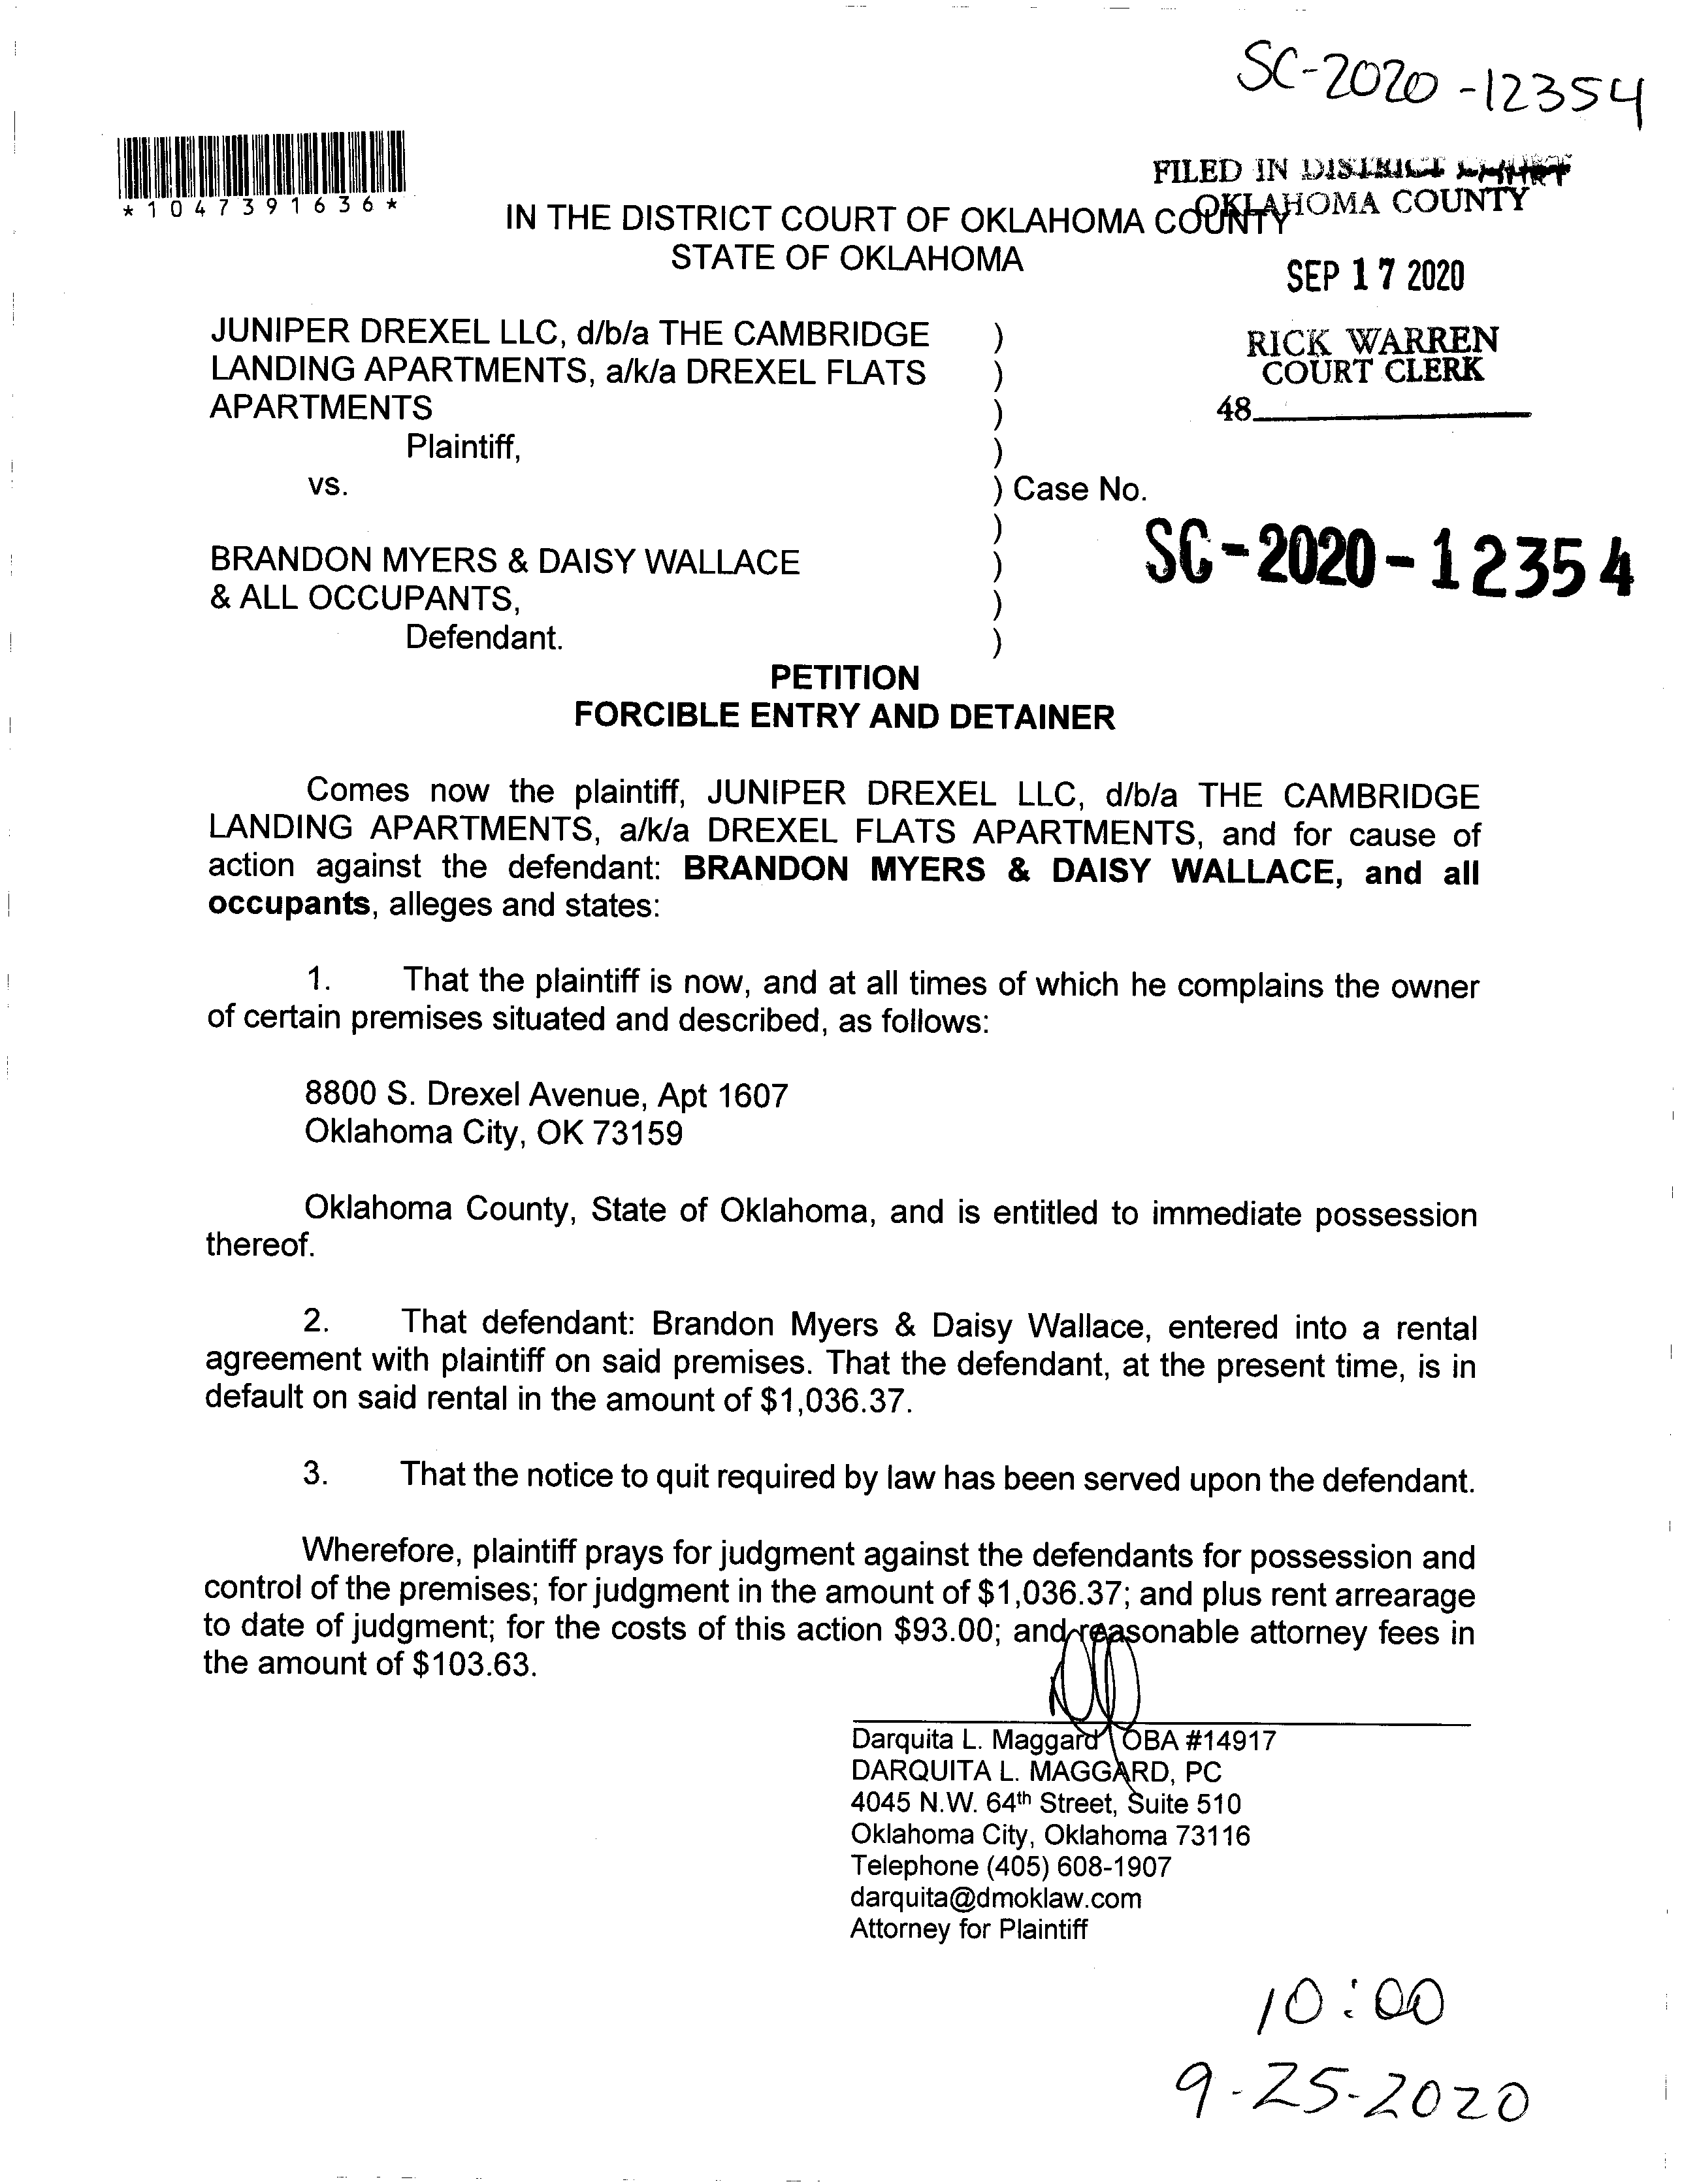 SC-2020-12354
*1047391636*
FILED IN DISTRICT COURT
OKLAHOMA COUNTY
IN THE DISTRICT COURT OF OKLAHOMA COUNTY
STATE OF OKLAHOMA
SEP 17 2020
JUNIPER DREXEL LLC, d/b/a THE CAMBRIDGE )
LANDING APARTMENTS, a/k/a DREXEL FLATS )
APARTMENTS )
RICK WARREN
COURT CLERK
48
Plaintiff, )
vs. ) Case No.
)
SC-2020-12354
BRANDON MYERS & DAISY WALLACE )
& ALL OCCUPANTS, )
Defendant. )
PETITION
FORCIBLE ENTRY AND DETAINER
Comes now the plaintiff, JUNIPER DREXEL LLC, d/b/a THE CAMBRIDGE
LANDING APARTMENTS, a/k/a DREXEL FLATS APARTMENTS, and for cause of
action against the defendant: BRANDON MYERS & DAISY WALLACE, and all
occupants, alleges and states:
1. That the plaintiff is now, and at all times of which he complains the owner
of certain premises situated and described, as follows:
8800 S. Drexel Avenue, Apt 1607
Oklahoma City, OK 73159
Oklahoma County, State of Oklahoma, and is entitled to immediate possession
thereof.
2. That defendant: Brandon Myers & Daisy Wallace, entered into a rental
agreement with plaintiff on said premises. That the defendant, at the present time, is in
default on said rental in the amount of $1,036.37.
3. That the notice to quit required by law has been served upon the defendant.
Wherefore, plaintiff prays for judgment against the defendants for possession and
control of the premises; for judgment in the amount of $1,036.37; and plus rent arrearage
to date of judgment; for the costs of this action $93.00; and reasonable attorney fees in
the amount of $103.63.
Darquita L. Maggard OBA #14917
DARQUITA L. MAGGARD, PC
4045 N.W. 64th Street, Suite 510
Oklahoma City, Oklahoma 73116
Telephone (405) 608-1907
darquita@dmoklaw.com
Attorney for Plaintiff
10:00
9-25-2020